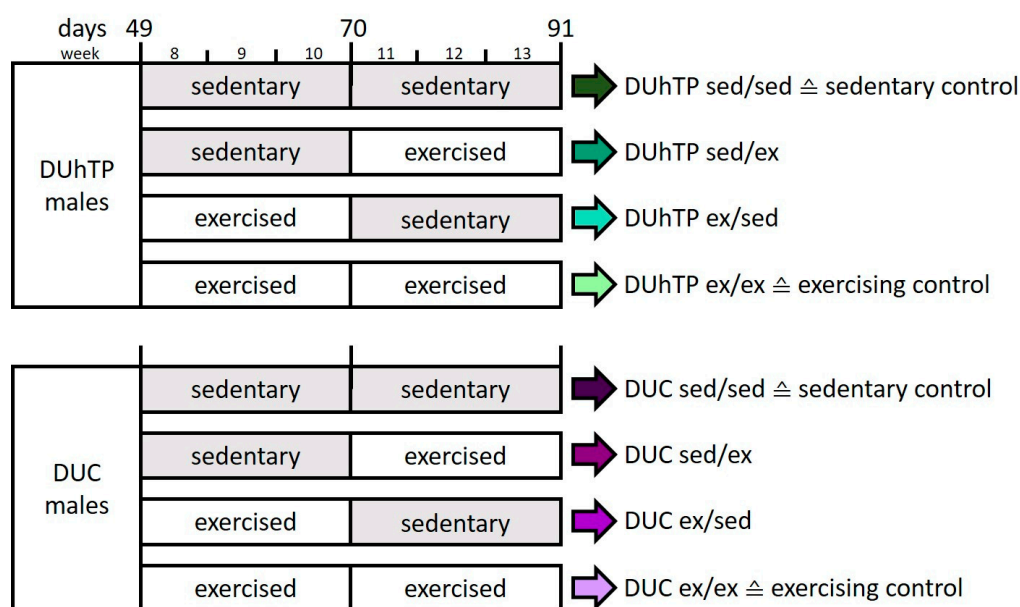 days 49 70 91
week 8 9 10 11 12 13
DUhTP
males
sedentary sedentary DUhTP sed/sed ≙ sedentary control
sedentary exercised DUhTP sed/ex
exercised sedentary DUhTP ex/sed
exercised exercised DUhTP ex/ex ≙ exercising control
DUC
males
sedentary sedentary DUC sed/sed ≙ sedentary control
sedentary exercised DUC sed/ex
exercised sedentary DUC ex/sed
exercised exercised DUC ex/ex ≙ exercising control